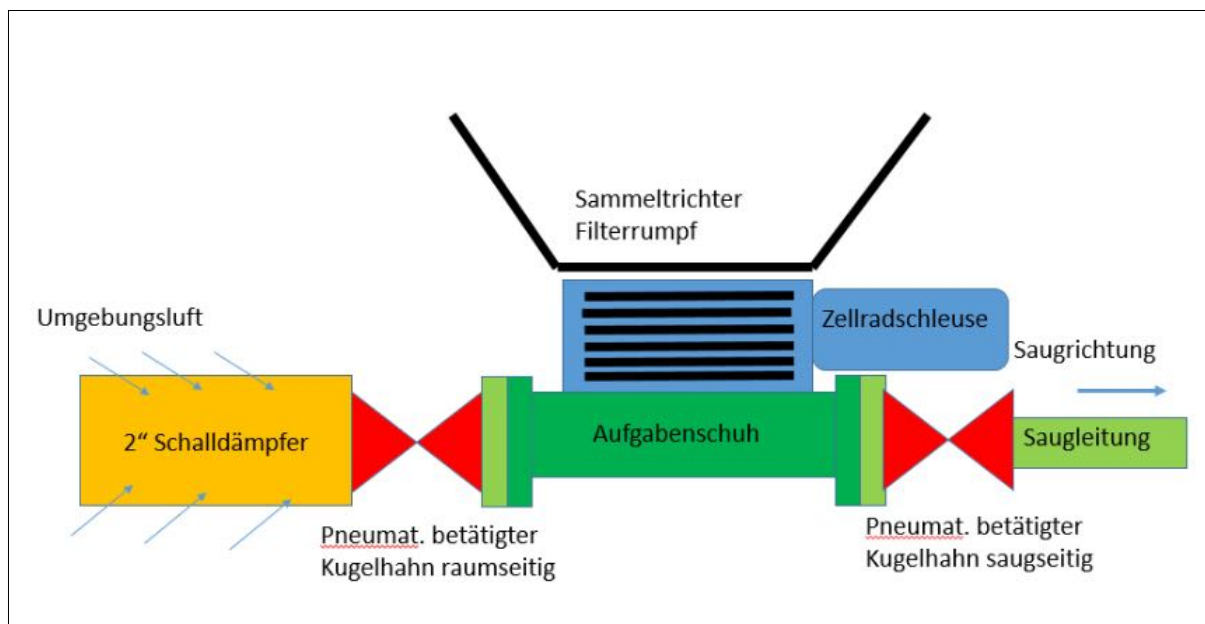 Sammeltrichter
Filterrumpf
Umgebungsluft
Zellradschleuse
Saugrichtung
2“ Schalldämpfer
Aufgabenschuh
Saugleitung
Pneumat. betätigter
Kugelhahn raumseitig
Pneumat. betätigter
Kugelhahn saugseitig